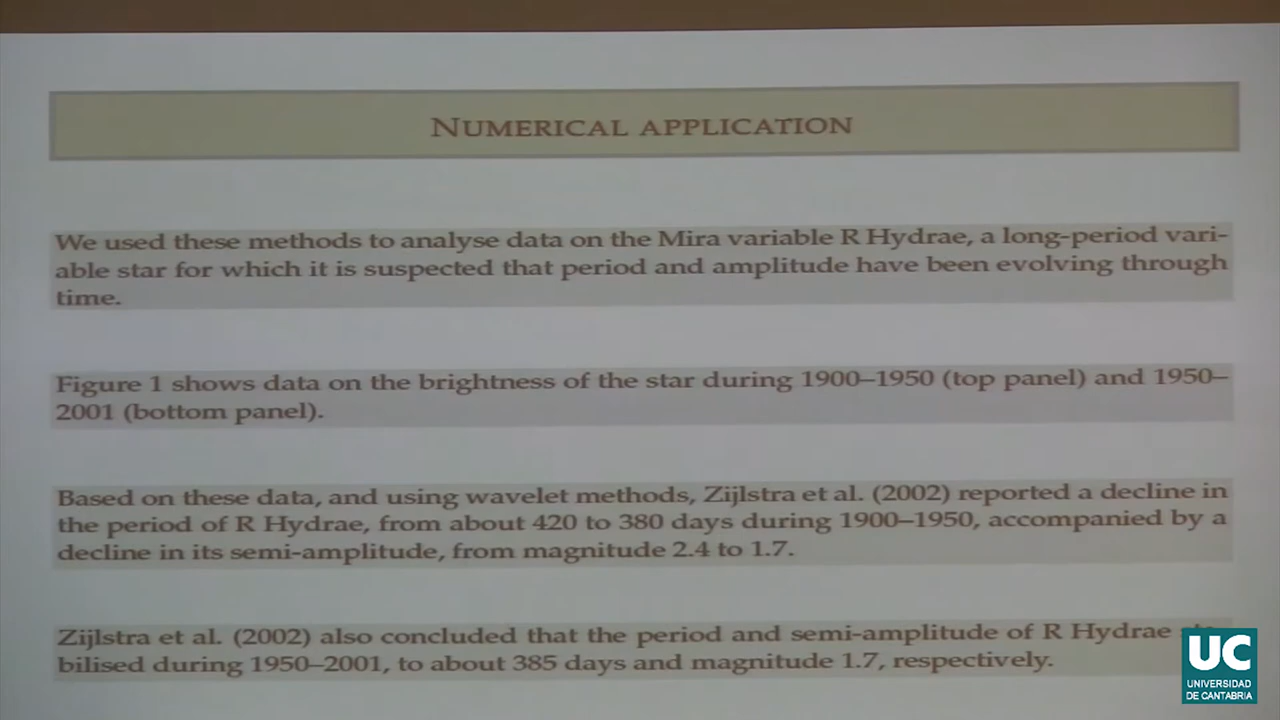 NUMERICAL APPLICATION
We used these methods to analyse data on the Mira variable R Hydrae, a long-period vari-
able star for which it is suspected that period and amplitude have been evolving through
time.
Figure 1 shows data on the brightness of the star during 1900–1950 (top panel) and 1950–
2001 (bottom panel).
Based on these data, and using wavelet methods, Zijlstra et al. (2002) reported a decline in
the period of R Hydrae, from about 420 to 380 days during 1900–1950, accompanied by a
decline in its semi-amplitude, from magnitude 2.4 to 1.7.
Zijlstra et al. (2002) also concluded that the period and semi-amplitude of R Hydrae
bilised during 1950–2001, to about 385 days and magnitude 1.7, respectively.
UC
UNIVERSIDAD
DE CANTABRIA